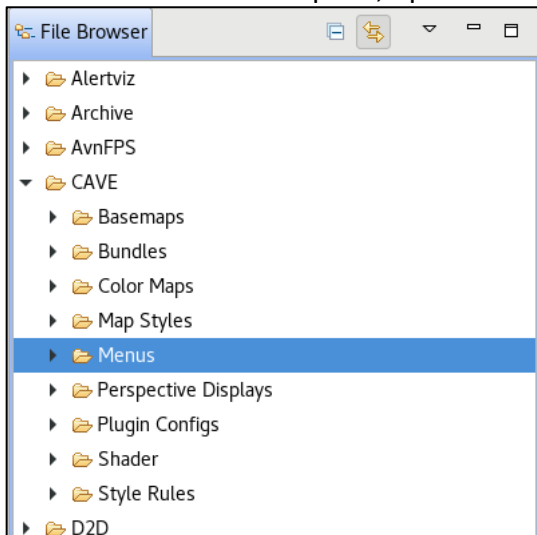 File Browser
Alertviz
Archive
AvnFPS
CAVE
Basemaps
Bundles
Color Maps
Map Styles
Menus
Perspective Displays
Plugin Configs
Shader
Style Rules
D2D